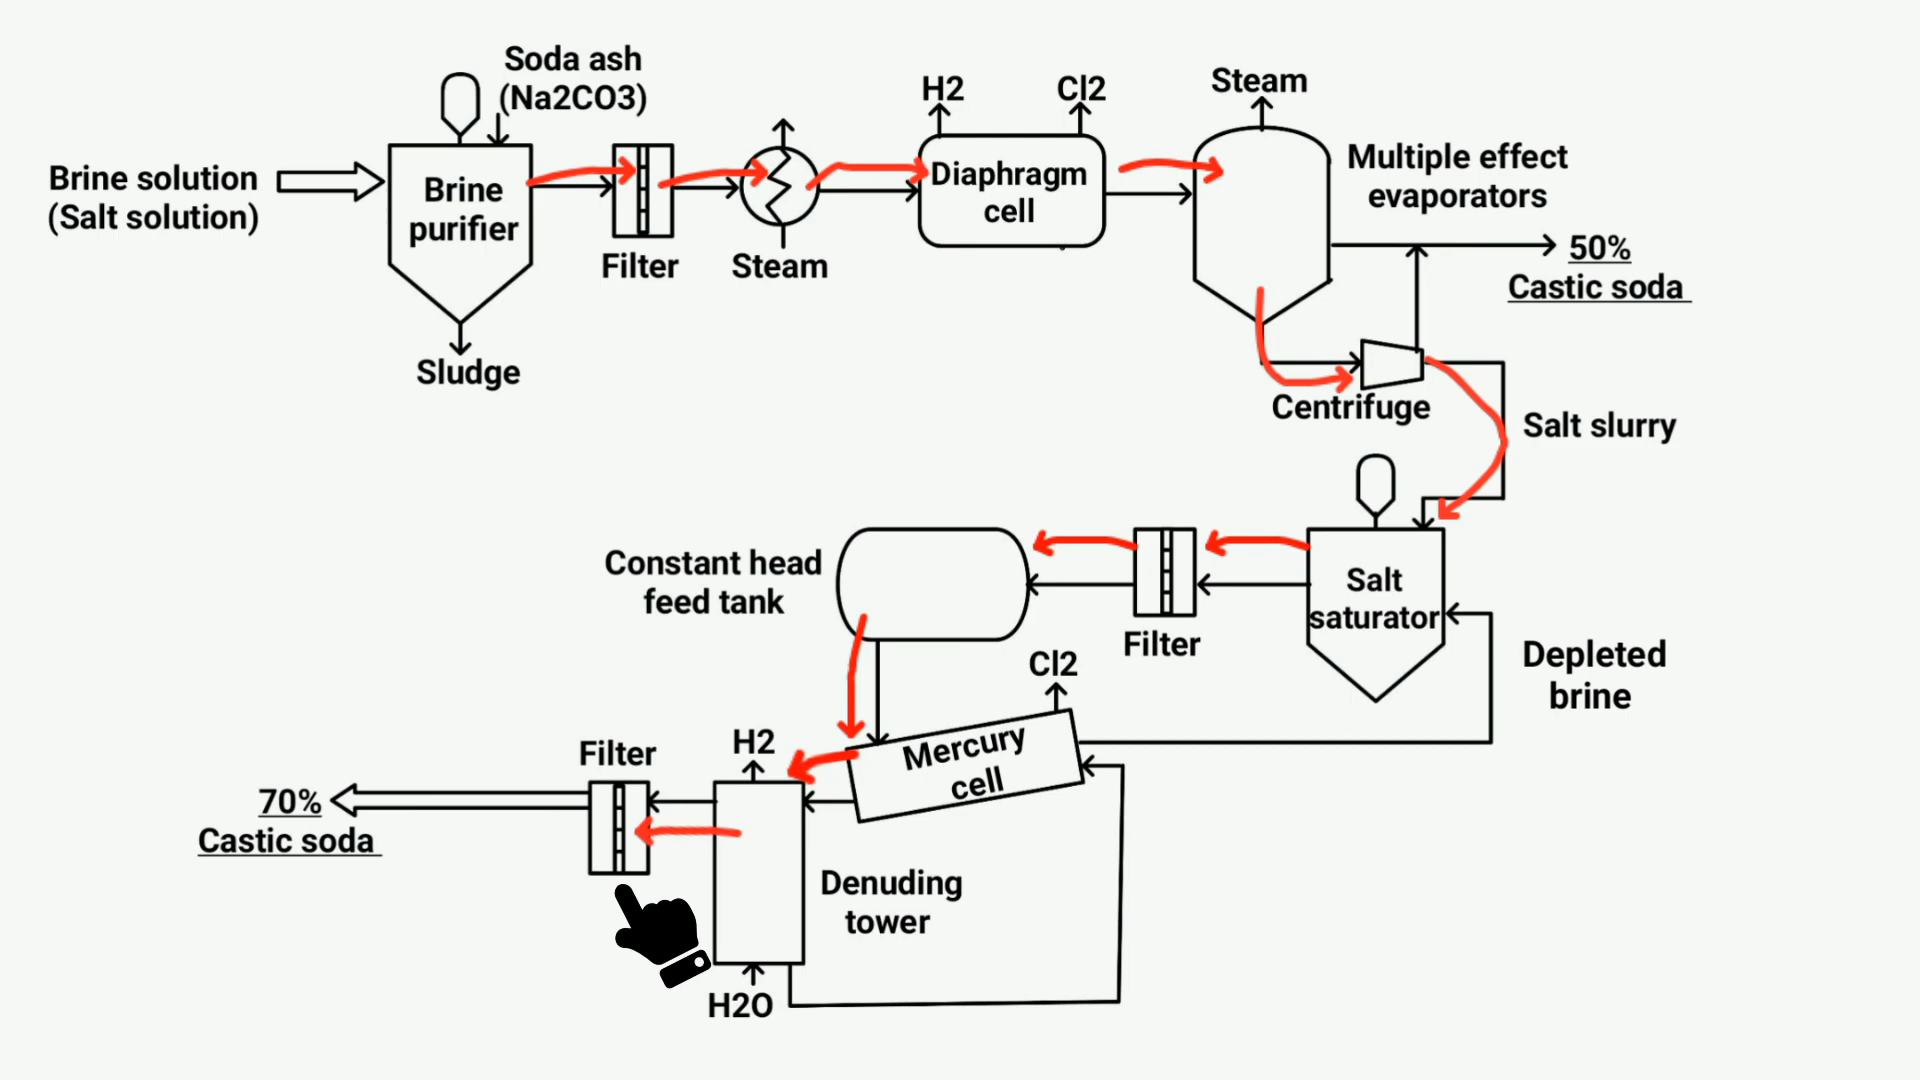 Soda ash
(Na2CO3)
Brine solution
(Salt solution)
Brine
purifier
Sludge
Filter
Steam
H2
Cl2
Diaphragm
cell
Steam
Multiple effect
evaporators
50%
Castic soda
Centrifuge
Salt slurry
Salt
saturator
Depleted
brine
Filter
Constant head
feed tank
Cl2
Mercury
cell
H2
Denuding
tower
H2O
Filter
70%
Castic soda